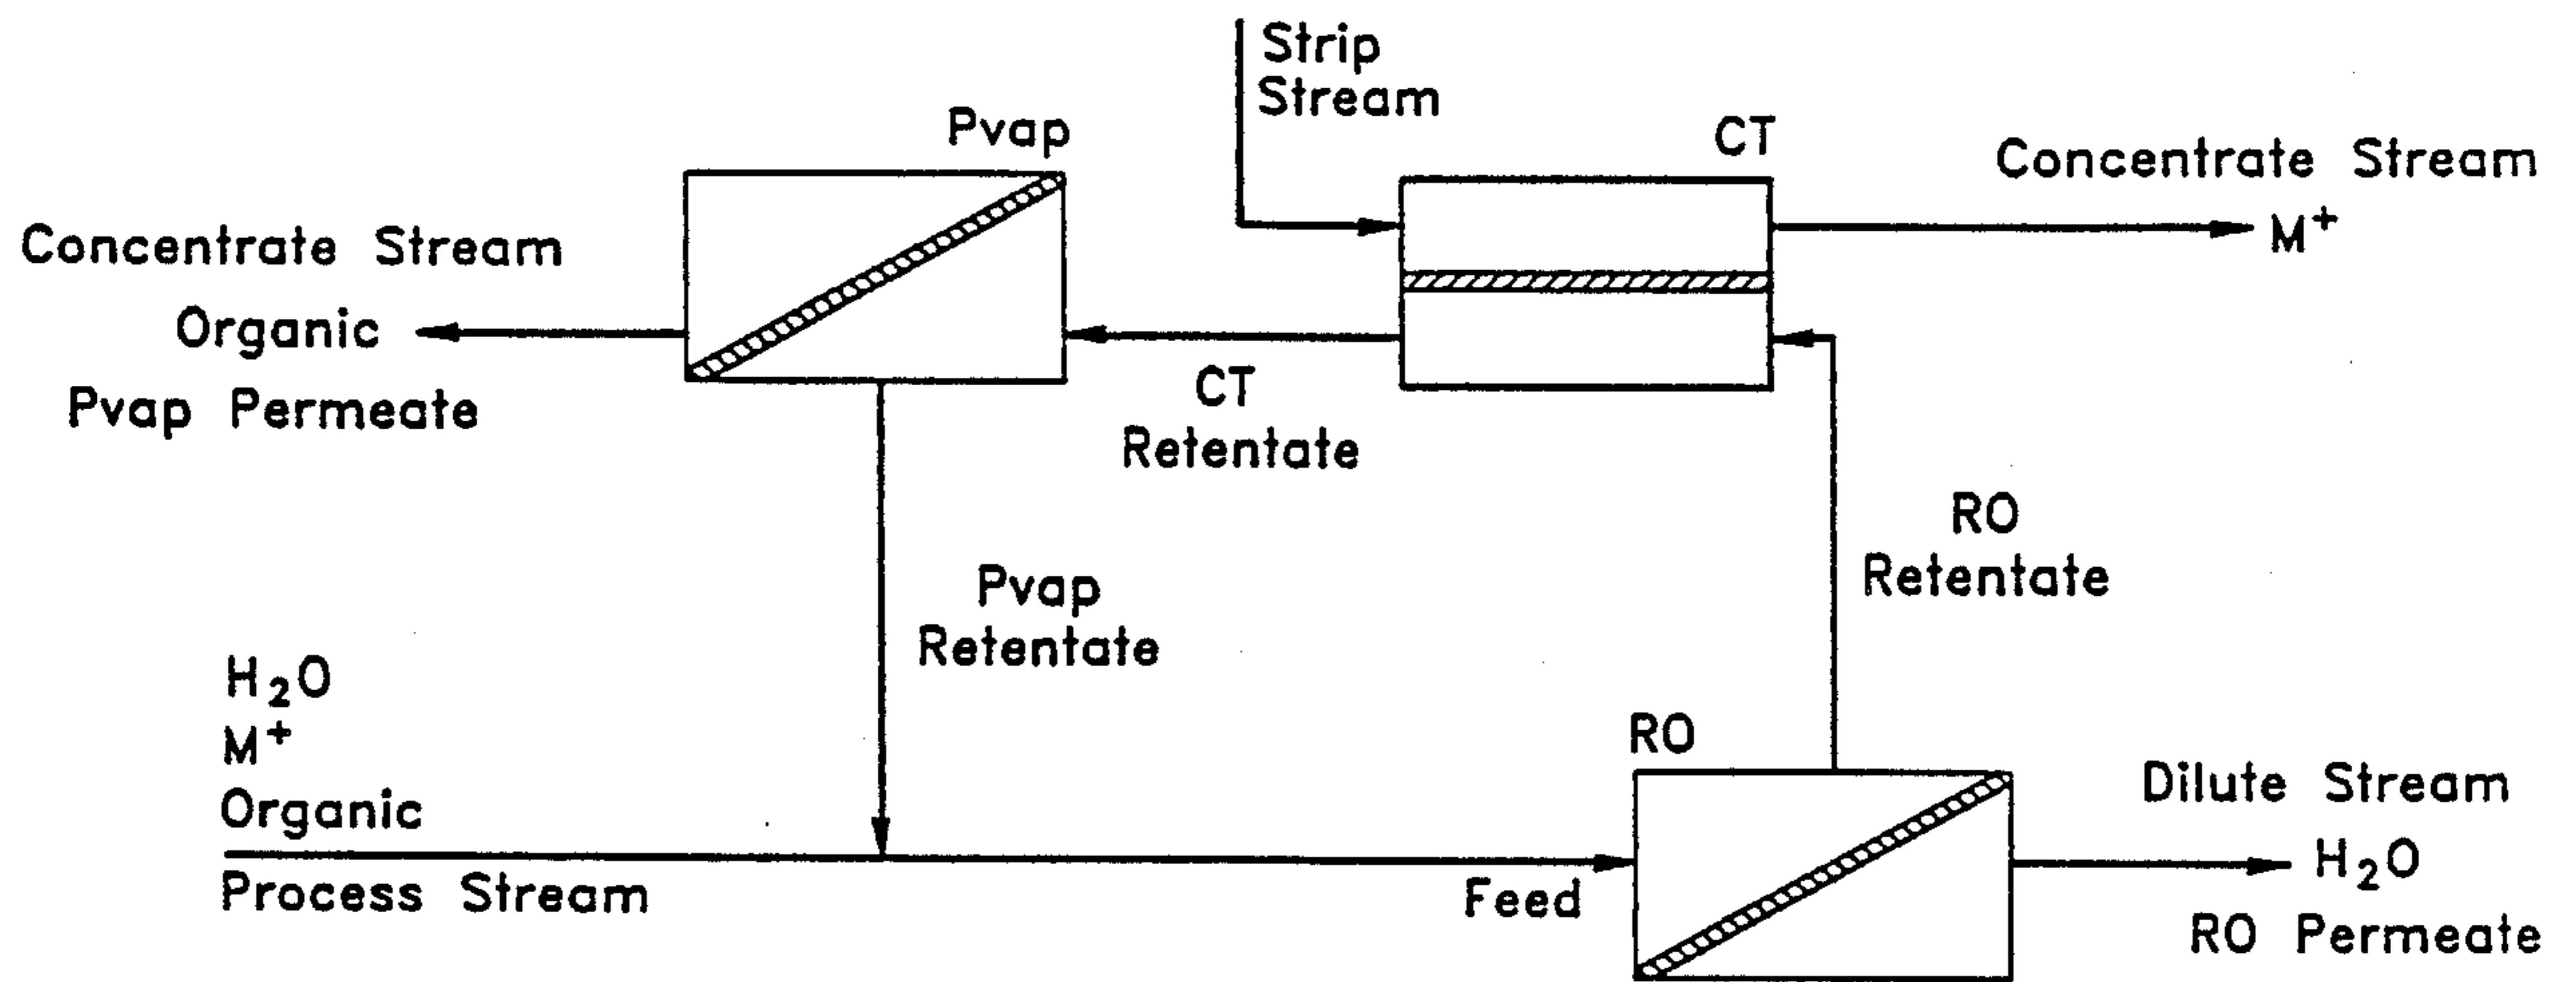 Strip
Stream
Pvap
CT
Concentrate Stream
M⁺
Concentrate Stream
Organic
Pvap Permeate
CT
Retentate
RO
Retentate
Pvap
Retentate
H₂O
M⁺
Organic
Process Stream
Feed
RO
Dilute Stream
H₂O
RO Permeate